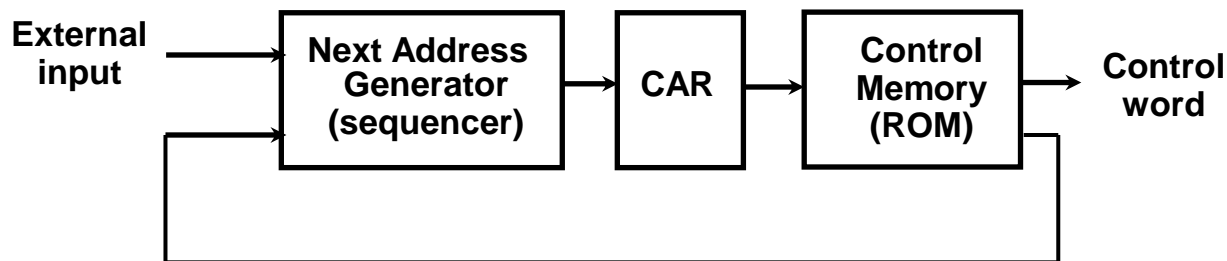 External
input
Next Address
Generator
(sequencer)
CAR
Control
Memory
(ROM)
Control
word